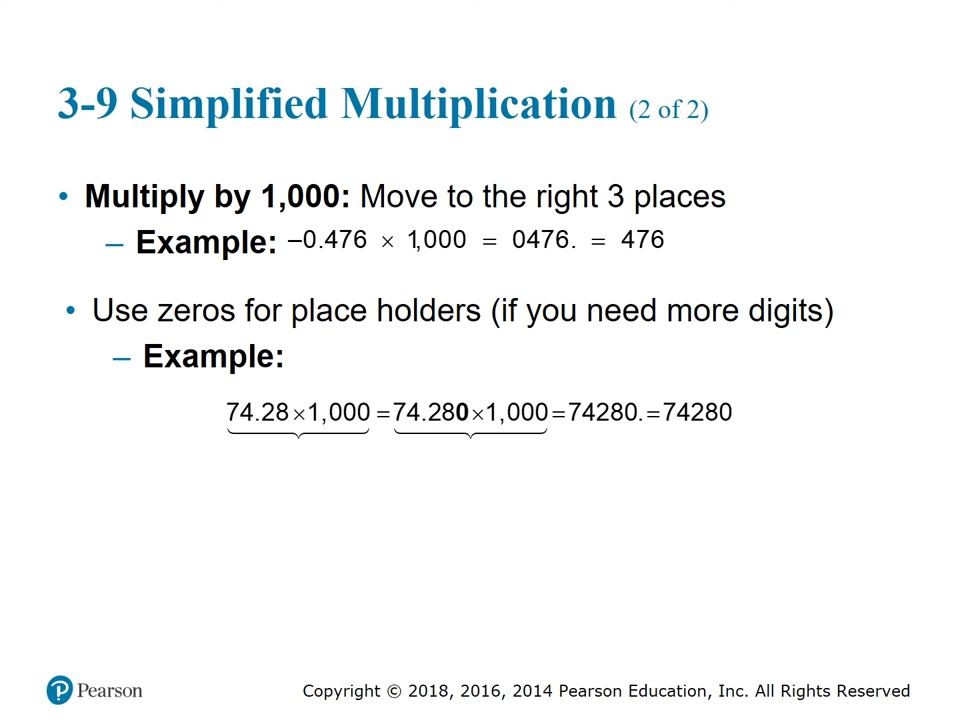 3-9 Simplified Multiplication (2 of 2)
• Multiply by 1,000: Move to the right 3 places
– Example: –0.476 × 1,000 = 0476. = 476
• Use zeros for place holders (if you need more digits)
– Example:
74.28×1,000 =74.280×1,000=74280.=74280
Pearson
Copyright © 2018, 2016, 2014 Pearson Education, Inc. All Rights Reserved